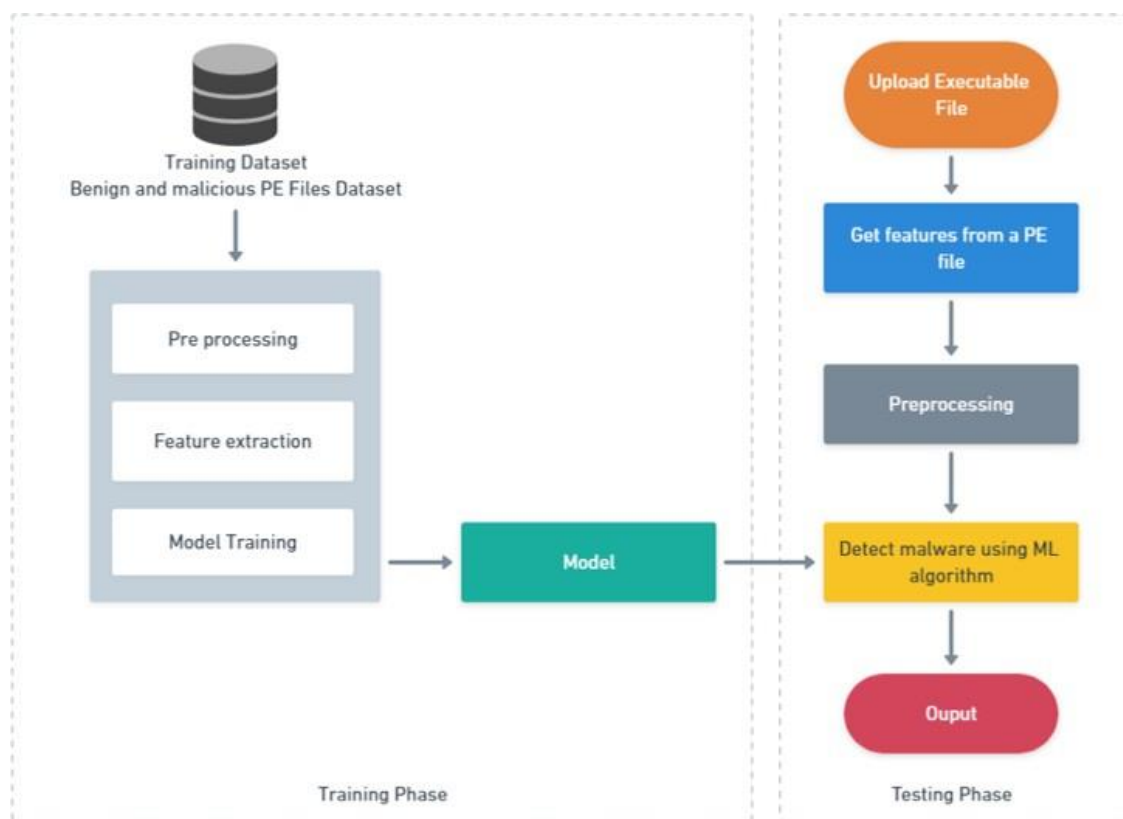 Training Dataset
Benign and malicious PE Files Dataset
Pre processing
Feature extraction
Model Training
Model
Training Phase
Upload Executable
File
Get features from a PE
file
Preprocessing
Detect malware using ML
algorithm
Ouput
Testing Phase